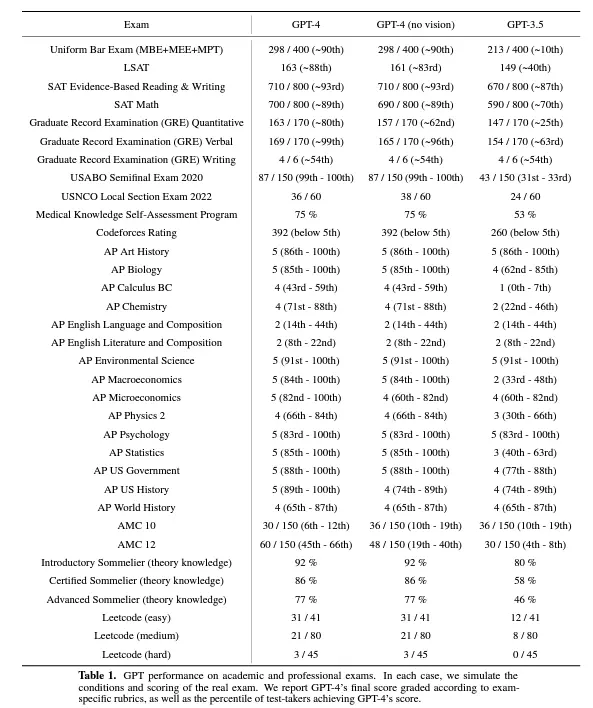 Exam GPT-4 GPT-4 (no vision) GPT-3.5
Uniform Bar Exam (MBE+MEE+MPT) 298 / 400 (~90th) 298 / 400 (~90th) 213 / 400 (~10th)
LSAT 163 (~88th) 161 (~83rd) 149 (~40th)
SAT Evidence-Based Reading & Writing 710 / 800 (~93rd) 710 / 800 (~93rd) 670 / 800 (~87th)
SAT Math 700 / 800 (~89th) 690 / 800 (~89th) 590 / 800 (~70th)
Graduate Record Examination (GRE) Quantitative 163 / 170 (~80th) 157 / 170 (~62nd) 147 / 170 (~25th)
Graduate Record Examination (GRE) Verbal 169 / 170 (~99th) 165 / 170 (~96th) 154 / 170 (~63rd)
Graduate Record Examination (GRE) Writing 4 / 6 (~54th) 4 / 6 (~54th) 4 / 6 (~54th)
USABO Semifinal Exam 2020 87 / 150 (99th - 100th) 87 / 150 (99th - 100th) 43 / 150 (31st - 33rd)
USNCO Local Section Exam 2022 36 / 60 38 / 60 24 / 60
Medical Knowledge Self-Assessment Program 75 % 75 % 53 %
Codeforces Rating 392 (below 5th) 392 (below 5th) 260 (below 5th)
AP Art History 5 (86th - 100th) 5 (86th - 100th) 5 (86th - 100th)
AP Biology 5 (85th - 100th) 5 (85th - 100th) 4 (62nd - 85th)
AP Calculus BC 4 (43rd - 59th) 4 (43rd - 59th) 1 (0th - 7th)
AP Chemistry 4 (71st - 88th) 4 (71st - 88th) 2 (22nd - 46th)
AP English Language and Composition 2 (14th - 44th) 2 (14th - 44th) 2 (14th - 44th)
AP English Literature and Composition 2 (8th - 22nd) 2 (8th - 22nd) 2 (8th - 22nd)
AP Environmental Science 5 (91st - 100th) 5 (91st - 100th) 5 (91st - 100th)
AP Macroeconomics 5 (84th - 100th) 5 (84th - 100th) 2 (33rd - 48th)
AP Microeconomics 5 (82nd - 100th) 4 (60th - 82nd) 4 (60th - 82nd)
AP Physics 2 4 (66th - 84th) 4 (66th - 84th) 3 (30th - 66th)
AP Psychology 5 (83rd - 100th) 5 (83rd - 100th) 5 (83rd - 100th)
AP Statistics 5 (85th - 100th) 5 (85th - 100th) 3 (40th - 63rd)
AP US Government 5 (88th - 100th) 5 (88th - 100th) 4 (77th - 88th)
AP US History 5 (89th - 100th) 4 (74th - 89th) 4 (74th - 89th)
AP World History 4 (65th - 87th) 4 (65th - 87th) 4 (65th - 87th)
AMC 10 30 / 150 (6th - 12th) 36 / 150 (10th - 19th) 36 / 150 (10th - 19th)
AMC 12 60 / 150 (45th - 66th) 48 / 150 (19th - 40th) 30 / 150 (4th - 8th)
Introductory Sommelier (theory knowledge) 92 % 92 % 80 %
Certified Sommelier (theory knowledge) 86 % 86 % 58 %
Advanced Sommelier (theory knowledge) 77 % 77 % 46 %
Leetcode (easy) 31 / 41 31 / 41 12 / 41
Leetcode (medium) 21 / 80 21 / 80 8 / 80
Leetcode (hard) 3 / 45 3 / 45 0 / 45
Table 1. GPT performance on academic and professional exams. In each case, we simulate the
conditions and scoring of the real exam. We report GPT-4's final score graded according to exam-
specific rubrics, as well as the percentile of test-takers achieving GPT-4's score.